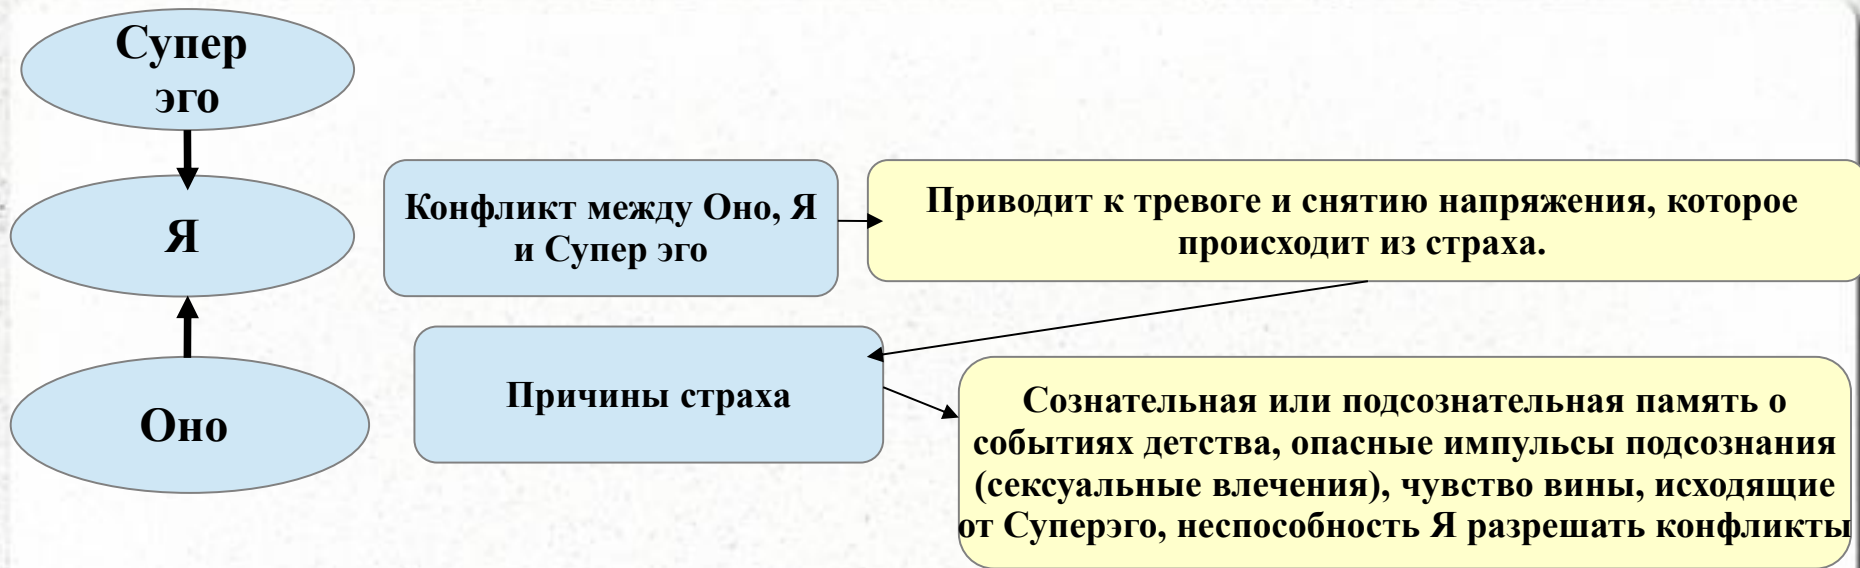 Супер
эго
Я
Оно
Конфликт между Оно, Я
и Супер эго
Приводит к тревоге и снятию напряжения, которое
происходит из страха.
Причины страха
Сознательная или подсознательная память о
событиях детства, опасные импульсы подсознания
(сексуальные влечения), чувство вины, исходящие
от Суперэго, неспособность Я разрешать конфликты